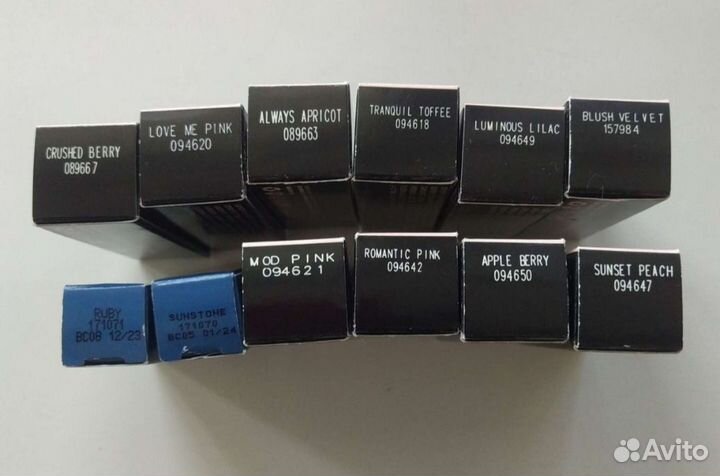 CRUSHED BERRY
089667
LOVE ME PINK
094620
ALWAYS APRICOT
089663
TRANQUIL TOFFEE
094618
LUMINOUS LILAC
094649
BLUSH VELVET
157984
RUBY
171071
BC08 12/23
SUNSTONE
171070
BC05 01/24
MOD PINK
094621
ROMANTIC PINK
094642
APPLE BERRY
094650
SUNSET PEACH
094647
Avito